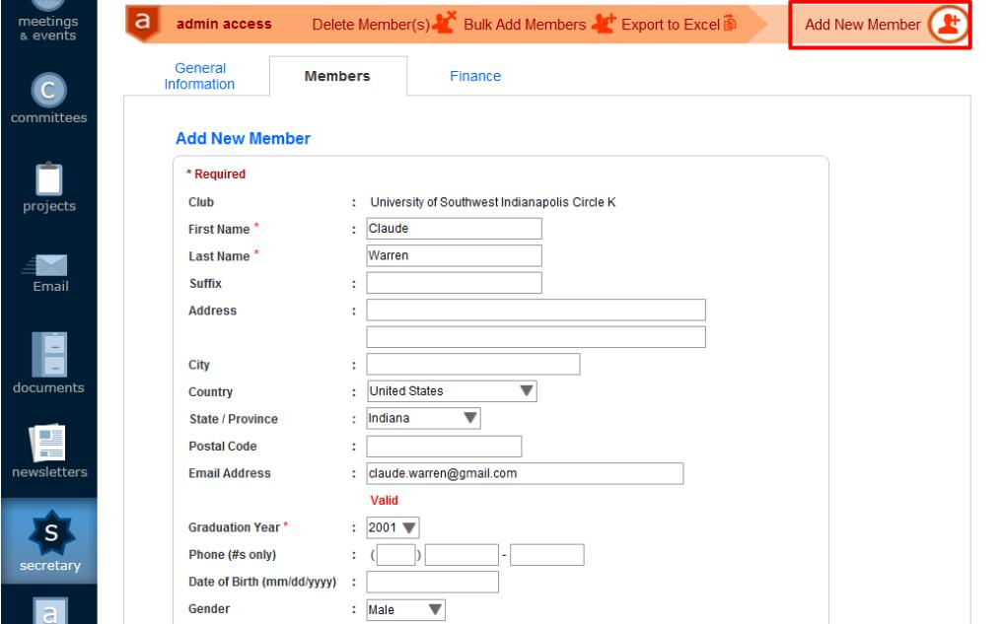 meetings
& events
committees
projects
Email
documents
newsletters
S
secretary
a
a admin access Delete Member(s) Bulk Add Members Export to Excel Add New Member
General
Information
Members
Finance
Add New Member
* Required
Club : University of Southwest Indianapolis Circle K
First Name * : Claude
Last Name * Warren
Suffix :
Address :
City :
Country : United States
State / Province : Indiana
Postal Code :
Email Address : claude.warren@gmail.com
Valid
Graduation Year * : 2001
Phone (#s only) : ( ) -
Date of Birth (mm/dd/yyyy) :
Gender : Male